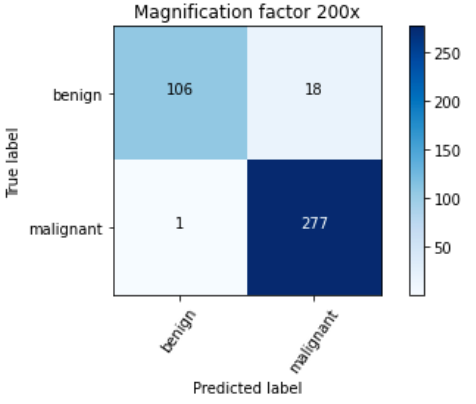 Magnification factor 200x
True label
benign
106
18
malignant
1
277
benign
malignant
Predicted label
250
200
150
100
50